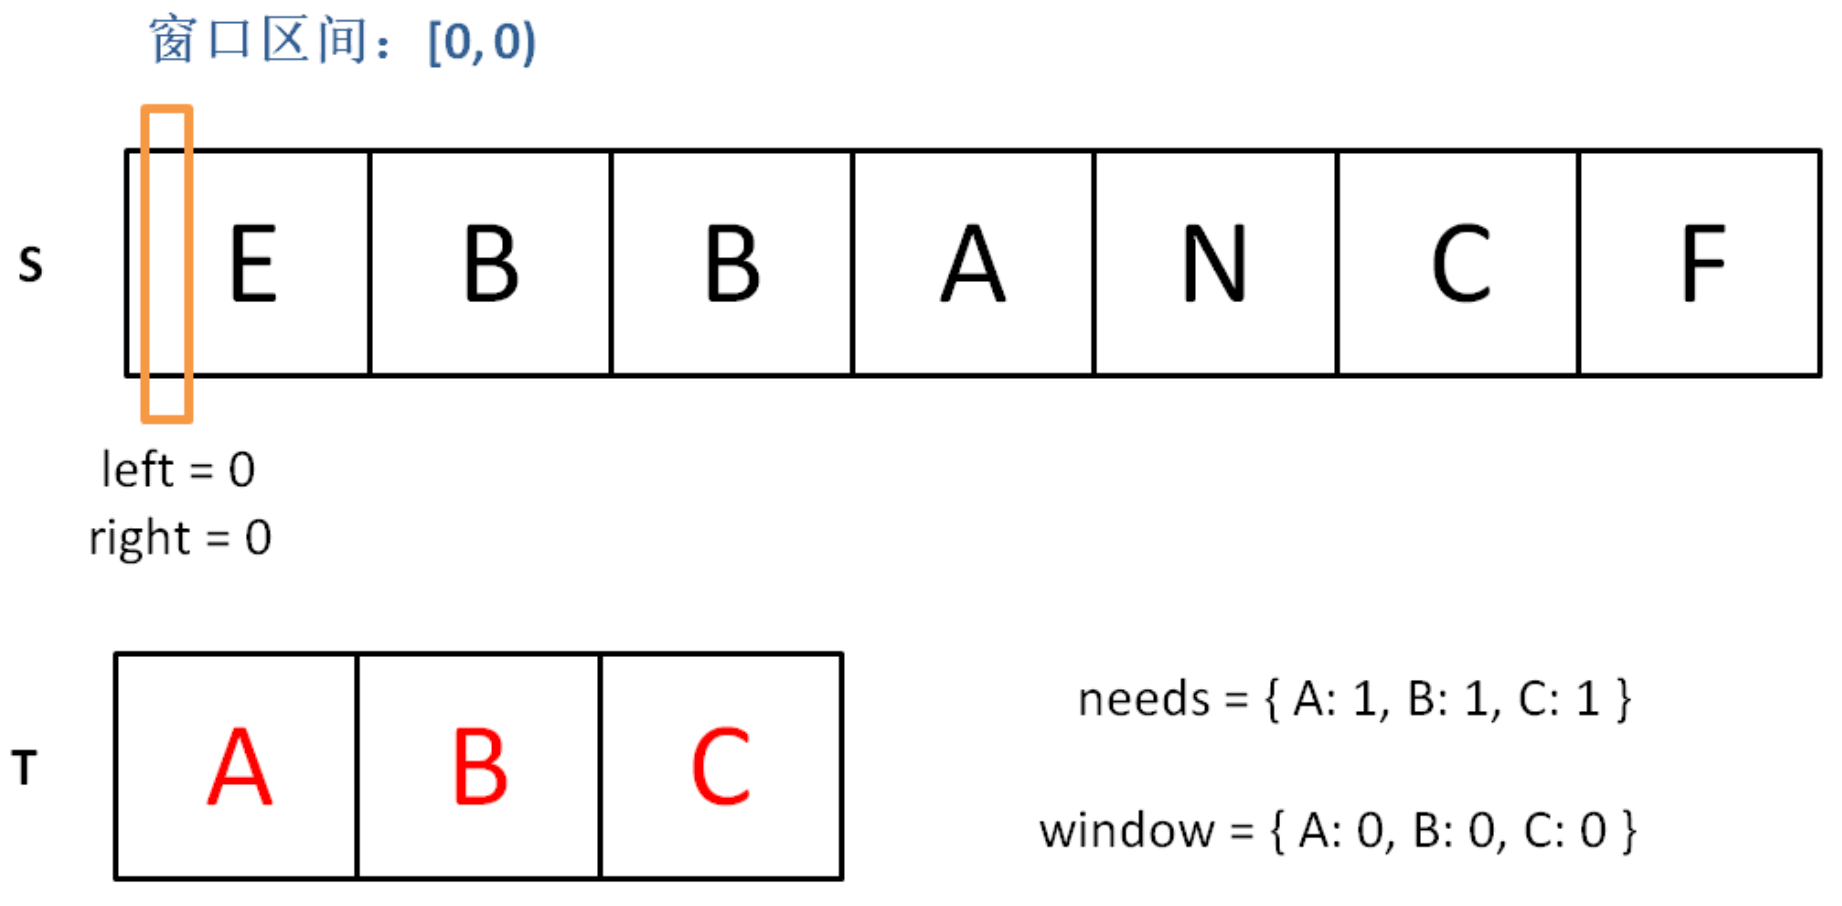 窗口区间：[0, 0)
S E B B A N C F
left = 0
right = 0
T A B C
needs = { A: 1, B: 1, C: 1 }
window = { A: 0, B: 0, C: 0 }